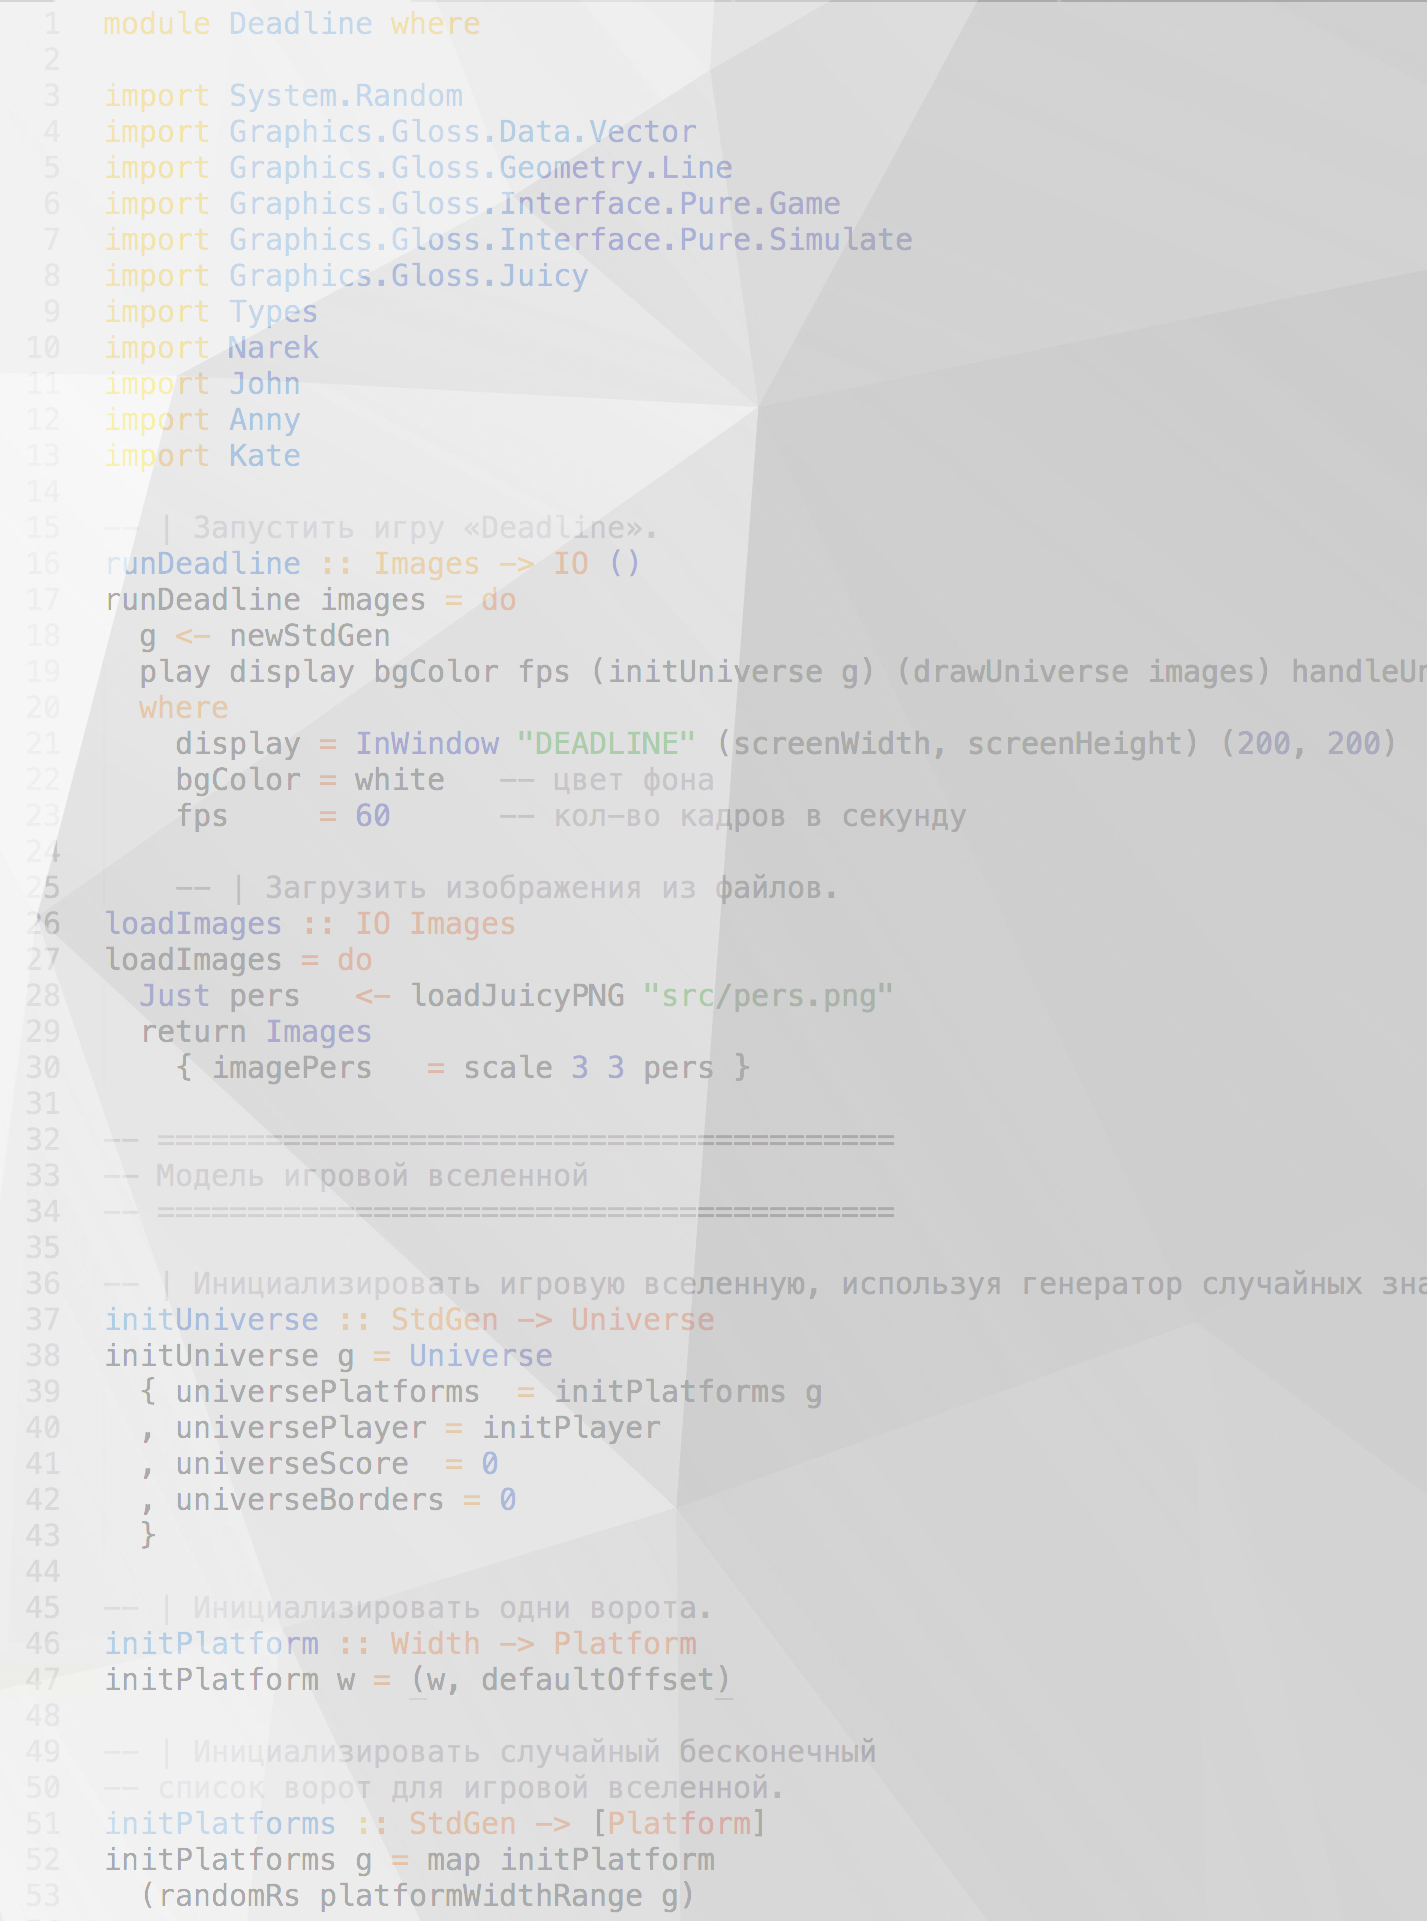 1 module Deadline where
2
3 import System.Random
4 import Graphics.Gloss.Data.Vector
5 import Graphics.Gloss.Geometry.Line
6 import Graphics.Gloss.Interface.Pure.Game
7 import Graphics.Gloss.Interface.Pure.Simulate
8 import Graphics.Gloss.Juicy
9 import Types
10 import Narek
11 import John
12 import Anny
13 import Kate
14
15 -- | Запустить игру «Deadline».
16 runDeadline :: Images -> IO ()
17 runDeadline images = do
18   g <- newStdGen
19   play display bgColor fps (initUniverse g) (drawUniverse images) handleUn
20   where
21     display = InWindow "DEADLINE" (screenWidth, screenHeight) (200, 200)
22     bgColor = white   -- цвет фона
23     fps     = 60      -- кол-во кадров в секунду
24
25     -- | Загрузить изображения из файлов.
26 loadImages :: IO Images
27 loadImages = do
28   Just pers   <- loadJuicyPNG "src/pers.png"
29   return Images
30     { imagePers   = scale 3 3 pers }
31
32 -- =========================================
33 -- Модель игровой вселенной
34 -- =========================================
35
36 -- | Инициализировать игровую вселенную, используя генератор случайных зна
37 initUniverse :: StdGen -> Universe
38 initUniverse g = Universe
39   { universePlatforms  = initPlatforms g
40   , universePlayer = initPlayer
41   , universeScore  = 0
42   , universeBorders = 0
43   }
44
45 -- | Инициализировать одни ворота.
46 initPlatform :: Width -> Platform
47 initPlatform w = (w, defaultOffset)
48
49 -- | Инициализировать случайный бесконечный
50 -- список ворот для игровой вселенной.
51 initPlatforms :: StdGen -> [Platform]
52 initPlatforms g = map initPlatform
53   (randomRs platformWidthRange g)